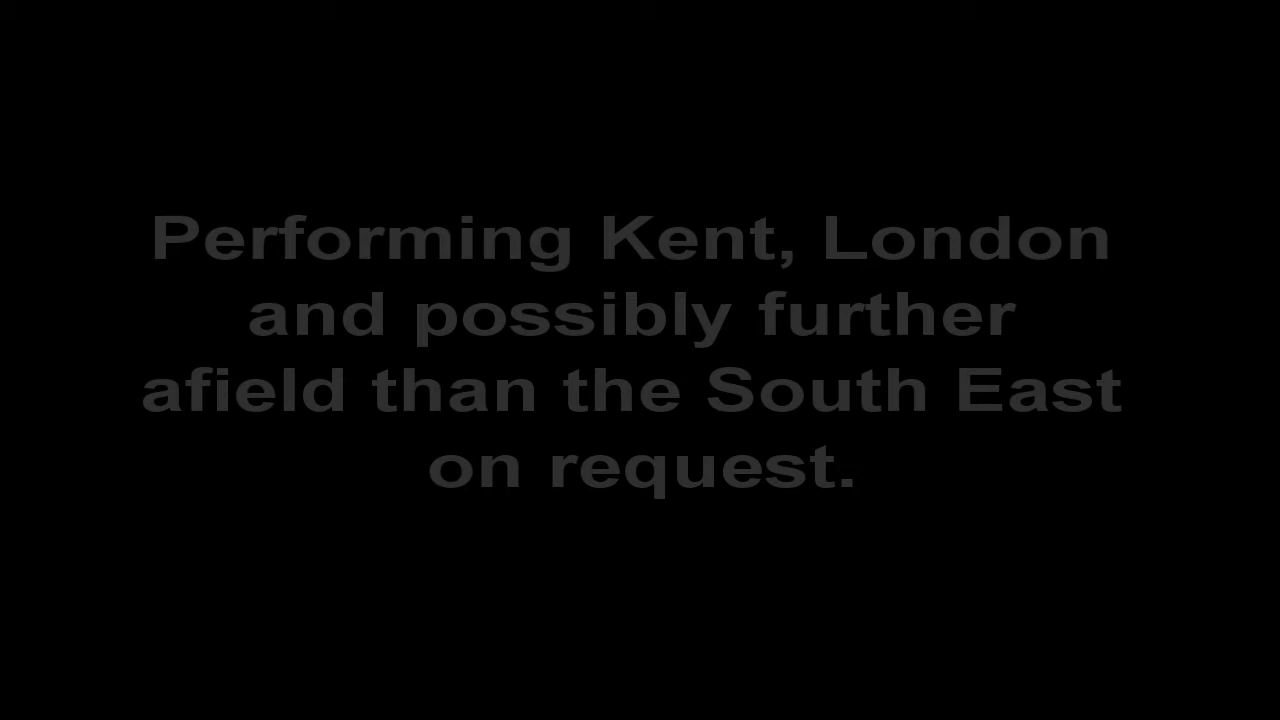 Performing Kent, London
and possibly further
afield than the South East
on request.